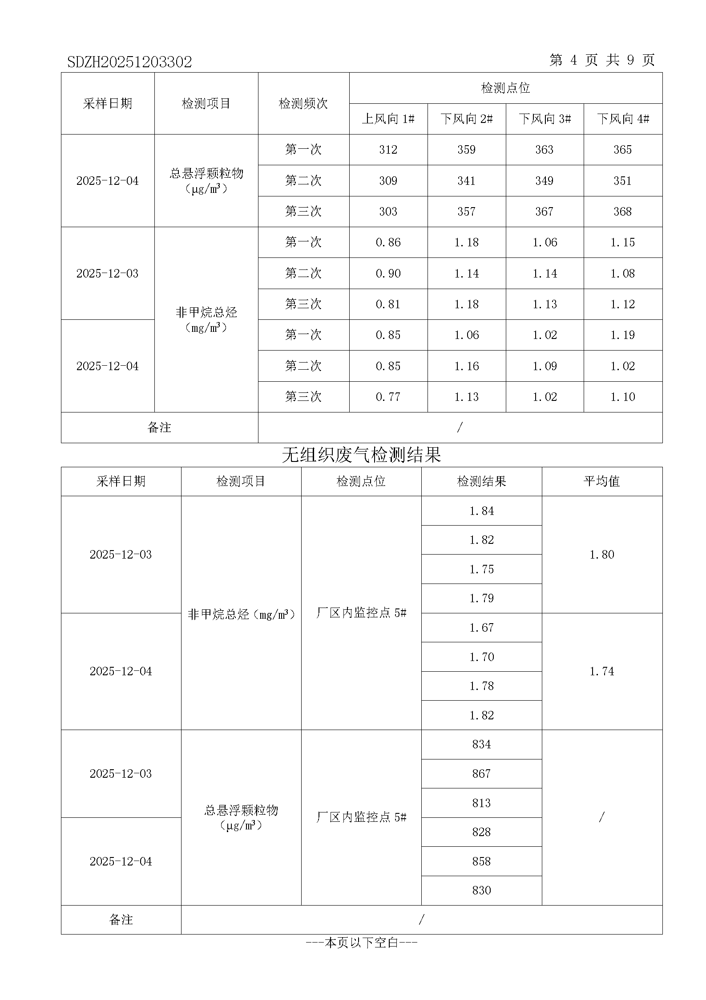 SDZH20251203302
第 4 页 共 9 页
采样日期 检测项目 检测频次 检测点位
上风向 1# 下风向 2# 下风向 3# 下风向 4#
2025-12-04 总悬浮颗粒物
（μg/m³）
第一次 312 359 363 365
第二次 309 341 349 351
第三次 303 357 367 368
2025-12-03 非甲烷总烃
（mg/m³）
第一次 0.86 1.18 1.06 1.15
第二次 0.90 1.14 1.14 1.08
第三次 0.81 1.18 1.13 1.12
2025-12-04
第一次 0.85 1.06 1.02 1.19
第二次 0.85 1.16 1.09 1.02
第三次 0.77 1.13 1.02 1.10
备注 /
无组织废气检测结果
采样日期 检测项目 检测点位 检测结果 平均值
2025-12-03 非甲烷总烃（mg/m³） 厂区内监控点 5# 1.84 1.80
1.82
1.75
1.79
2025-12-04 1.67 1.74
1.70
1.78
1.82
2025-12-03 总悬浮颗粒物
（μg/m³）
厂区内监控点 5# 834 /
867
813
2025-12-04 828
858
830
备注 /
---本页以下空白---